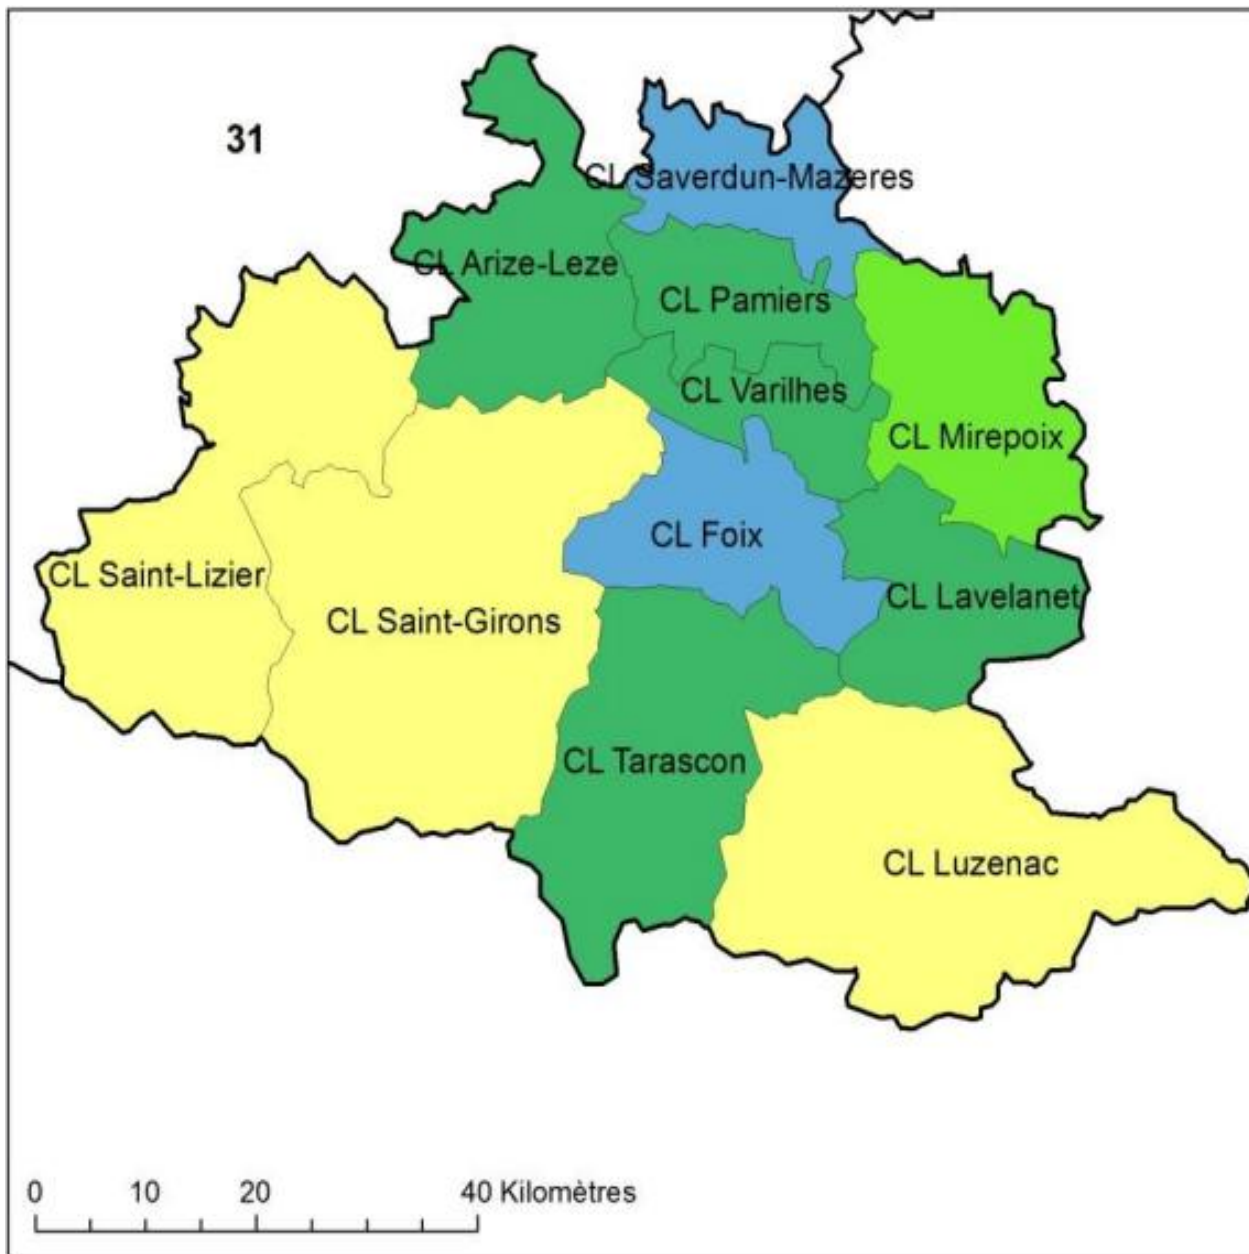 31
CL Saverdun-Mazeres
CL Arize-Leze
CL Pamiers
CL Varilhes
CL Mirepoix
CL Foix
CL Saint-Lizier
CL Lavelanet
CL Saint-Girons
CL Tarascon
CL Luzenac
0 10 20 40 Kilomètres